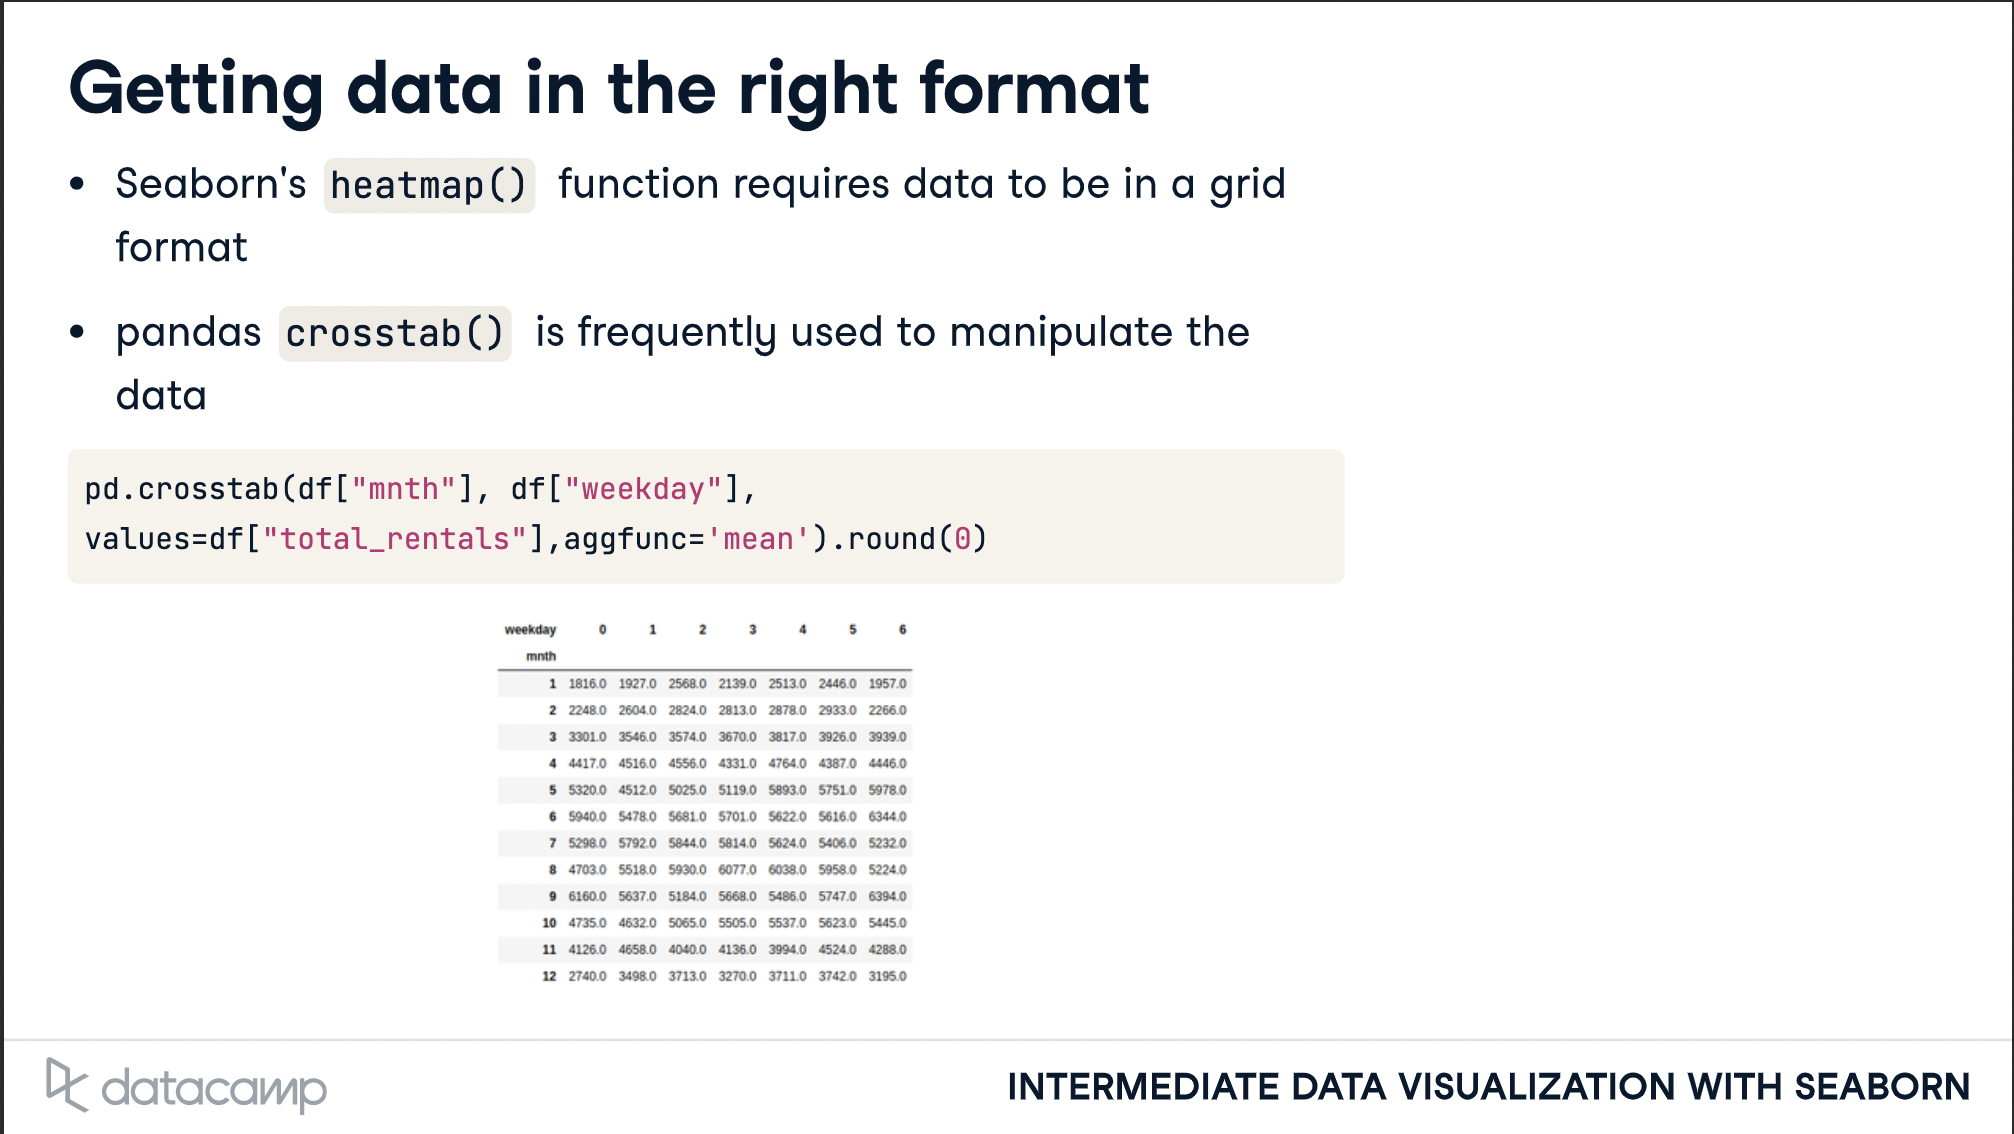 Getting data in the right format
• Seaborn's heatmap() function requires data to be in a grid
format
• pandas crosstab() is frequently used to manipulate the
data
pd.crosstab(df["mnth"], df["weekday"],
values=df["total_rentals"],aggfunc='mean').round(0)
weekday 0 1 2 3 4 5 6
mnth
1 1816.0 1927.0 2568.0 2139.0 2513.0 2446.0 1957.0
2 2248.0 2604.0 2824.0 2813.0 2878.0 2933.0 2266.0
3 3301.0 3546.0 3574.0 3670.0 3817.0 3926.0 3939.0
4 4417.0 4516.0 4556.0 4331.0 4764.0 4387.0 4446.0
5 5320.0 4512.0 5025.0 5119.0 5893.0 5751.0 5978.0
6 5940.0 5478.0 5681.0 5701.0 5622.0 5616.0 6344.0
7 5298.0 5792.0 5844.0 5814.0 5624.0 5406.0 5232.0
8 4703.0 5518.0 5930.0 6077.0 6038.0 5958.0 5224.0
9 6160.0 5637.0 5184.0 5668.0 5486.0 5747.0 6394.0
10 4735.0 4632.0 5065.0 5505.0 5537.0 5623.0 5445.0
11 4126.0 4658.0 4040.0 4136.0 3994.0 4524.0 4288.0
12 2740.0 3498.0 3713.0 3270.0 3711.0 3742.0 3195.0
datacamp
INTERMEDIATE DATA VISUALIZATION WITH SEABORN